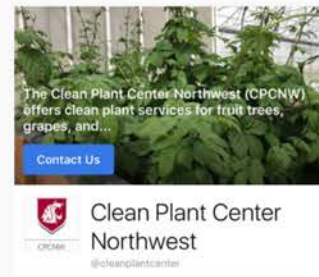 The Clean Plant Center Northwest (CPCNW)
offers clean plant services for fruit trees,
grapes, and...
Contact Us
CPCNW
Clean Plant Center
Northwest
@cleanplantcenter